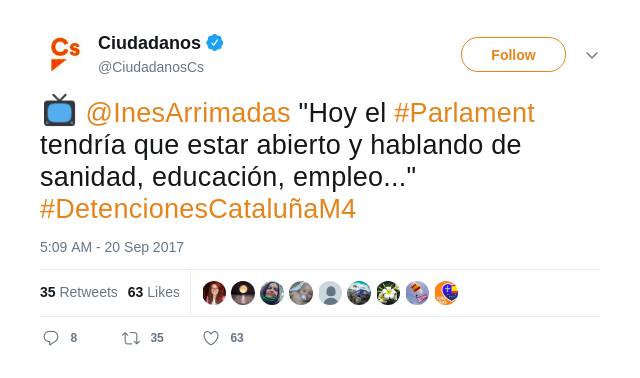 Cs
Ciudadanos
@CiudadanosCs
Follow
@InesArrimadas "Hoy el #Parlament
tendría que estar abierto y hablando de
sanidad, educación, empleo..."
#DetencionesCataluñaM4
5:09 AM - 20 Sep 2017
35 Retweets 63 Likes
8 35 63